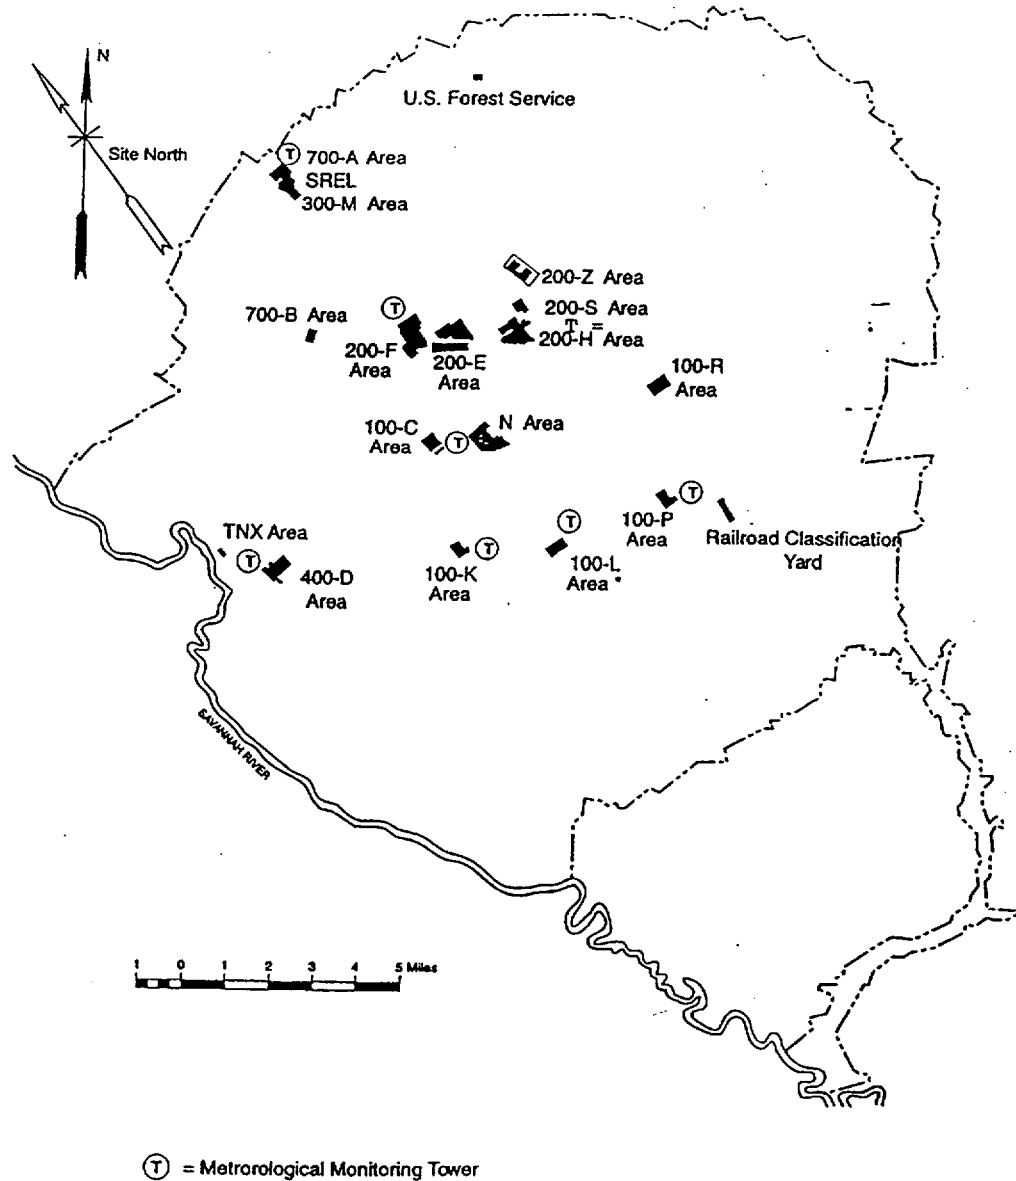 N
U.S. Forest Service
Site North
T
700-A Area
SREL
300-M Area
200-Z Area
T
200-S Area
700-B Area
T =
200-H Area
200-F
Area
200-E
Area
100-R
Area
100-C
Area
T
N Area
T
100-P
Area
T
TNX Area
Railroad Classification
Yard
T
T
400-D
Area
100-K
Area
100-L
Area
SAVANNAH RIVER
1 0 1 2 3 4 5 Miles
T = Metrorological Monitoring Tower